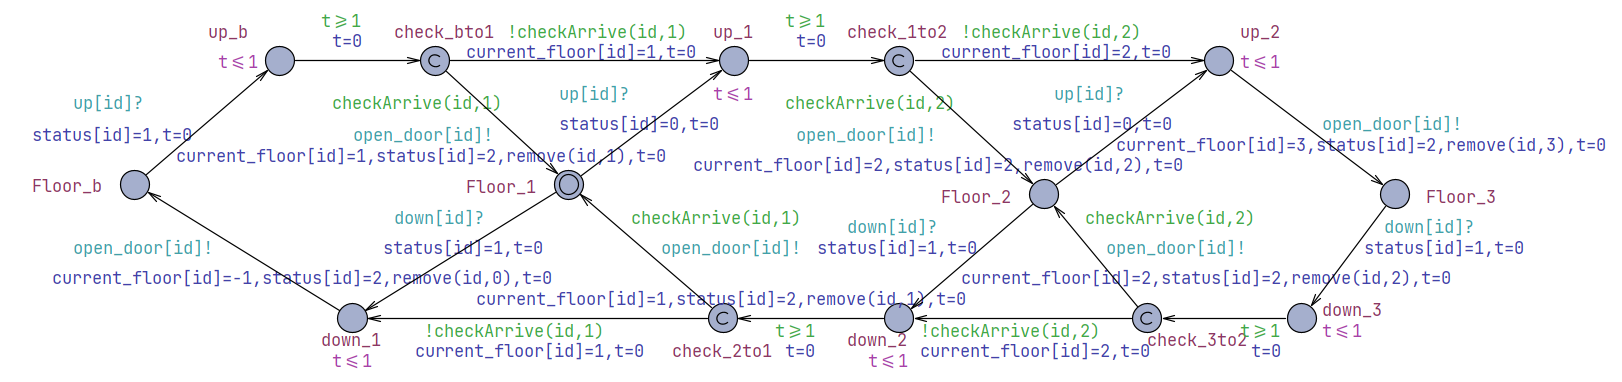 t>=1
up_b
check_bto1
!checkArrive(id,1)
up_1
t>=1
check_1to2
!checkArrive(id,2)
up_2
t=0
current_floor[id]=1,t=0
t=0
current_floor[id]=2,t=0
t<=1
C
C
t<=1
t<=1
up[id]?
checkArrive(id,1)
up[id]?
checkArrive(id,2)
up[id]?
status[id]=1,t=0
open_door[id]!
status[id]=0,t=0
open_door[id]!
status[id]=0,t=0
open_door[id]!
current_floor[id]=1,status[id]=2,remove(id,1),t=0
current_floor[id]=2,status[id]=2,remove(id,2),t=0
current_floor[id]=3,status[id]=2,remove(id,3),t=0
Floor_b
Floor_1
Floor_2
Floor_3
down[id]?
checkArrive(id,1)
down[id]?
checkArrive(id,2)
down[id]?
open_door[id]!
status[id]=1,t=0
open_door[id]!
status[id]=1,t=0
open_door[id]!
status[id]=1,t=0
current_floor[id]=-1,status[id]=2,remove(id,0),t=0
current_floor[id]=2,status[id]=2,remove(id,2),t=0
current_floor[id]=1,status[id]=2,remove(id,1),t=0
C
C
down_3
down_1
!checkArrive(id,1)
t>=1
down_2
!checkArrive(id,2)
check_3to2
t>=1
t<=1
t<=1
current_floor[id]=1,t=0
check_2to1
t=0
t<=1
current_floor[id]=2,t=0
t=0